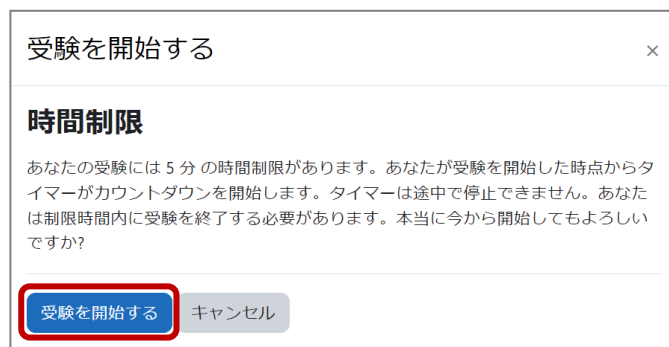 受験を開始する
×
時間制限
あなたの受験には 5 分 の時間制限があります。あなたが受験を開始した時点からタ
イマーがカウントダウンを開始します。タイマーは途中で停止できません。あなた
は制限時間内に受験を終了する必要があります。本当に今から開始してもよろしい
ですか?
受験を開始する キャンセル